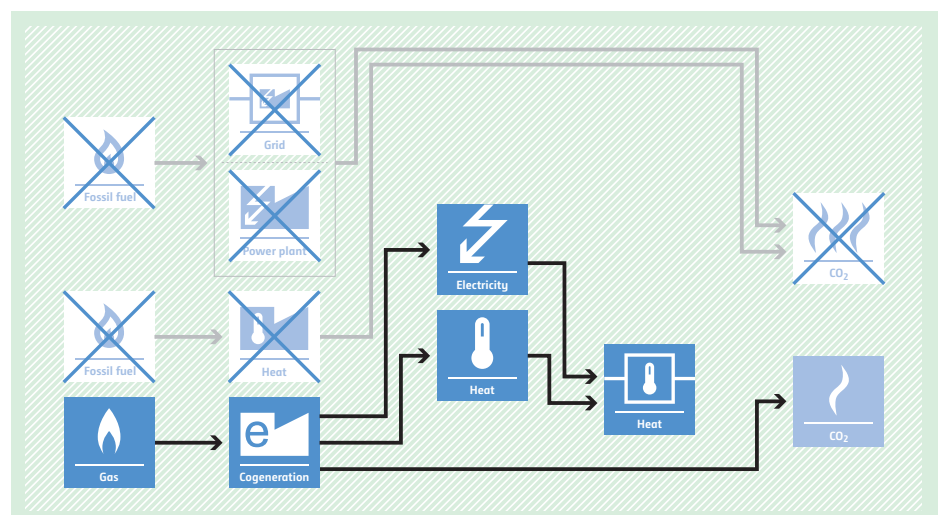 Grid
Fossil fuel
Power plant
CO2
Electricity
Fossil fuel
Heat
Heat
Heat
CO2
Gas
e
Cogeneration